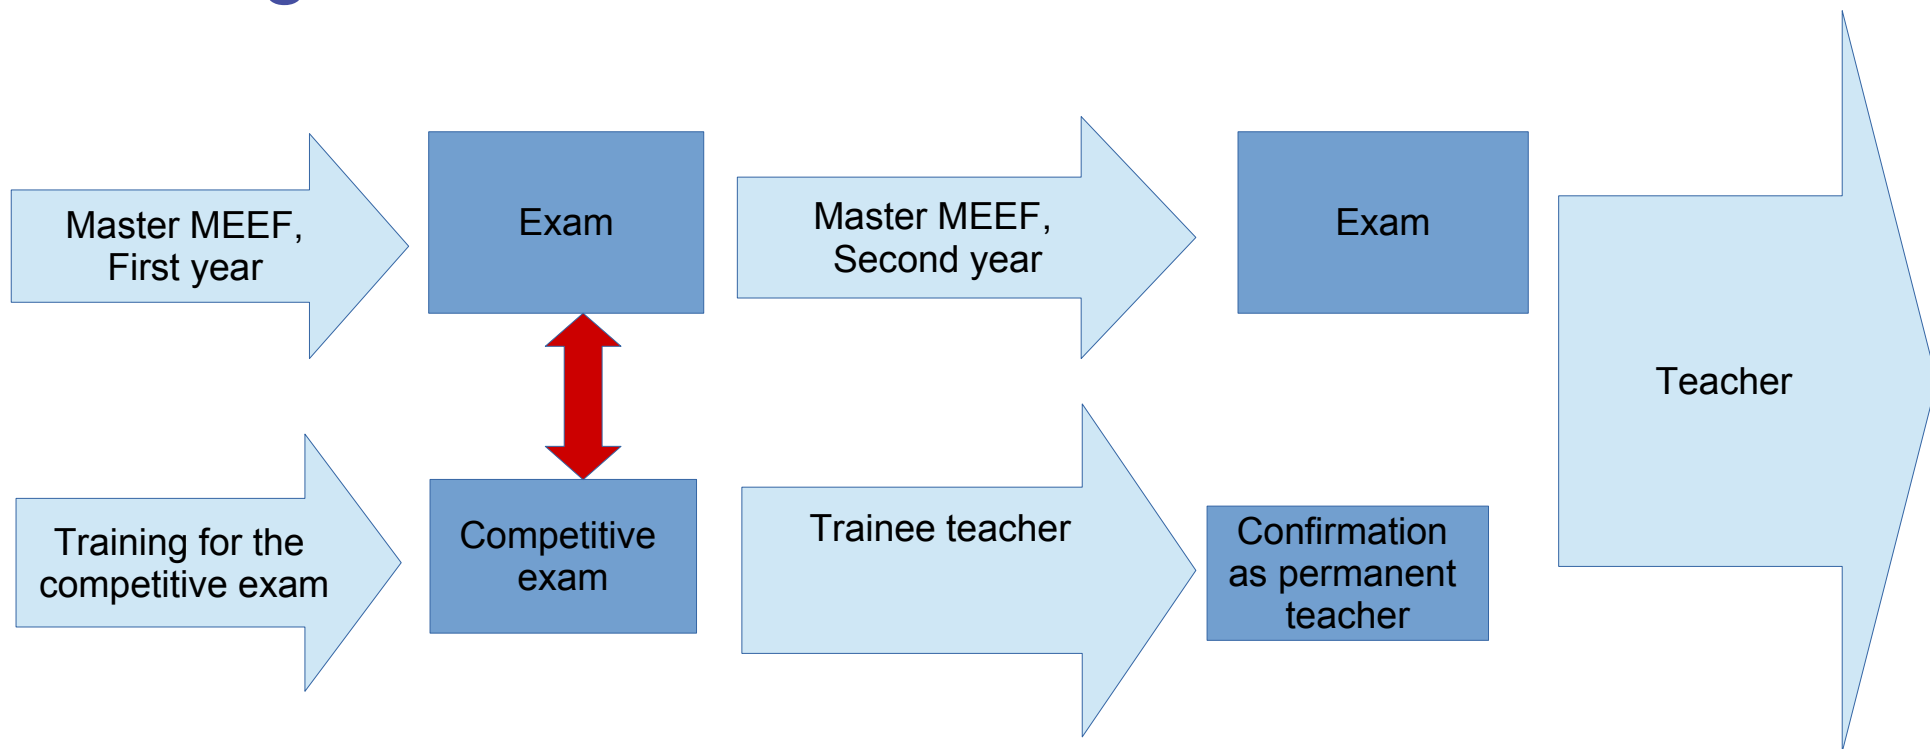 Master MEEF,
First year
Exam
Master MEEF,
Second year
Exam
Teacher
Training for the
competitive exam
Competitive
exam
Trainee teacher
Confirmation
as permanent
teacher